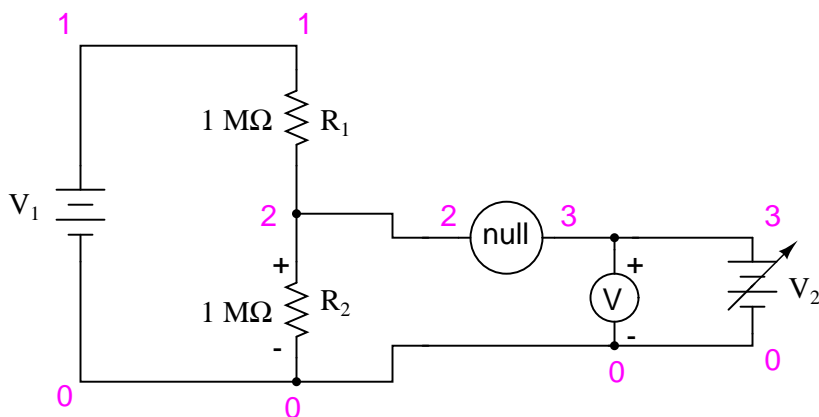 1 1
1 MΩ R1
V1
2 2 null 3 3
+ +
1 MΩ R2 V V2
- -
0 0 0 0